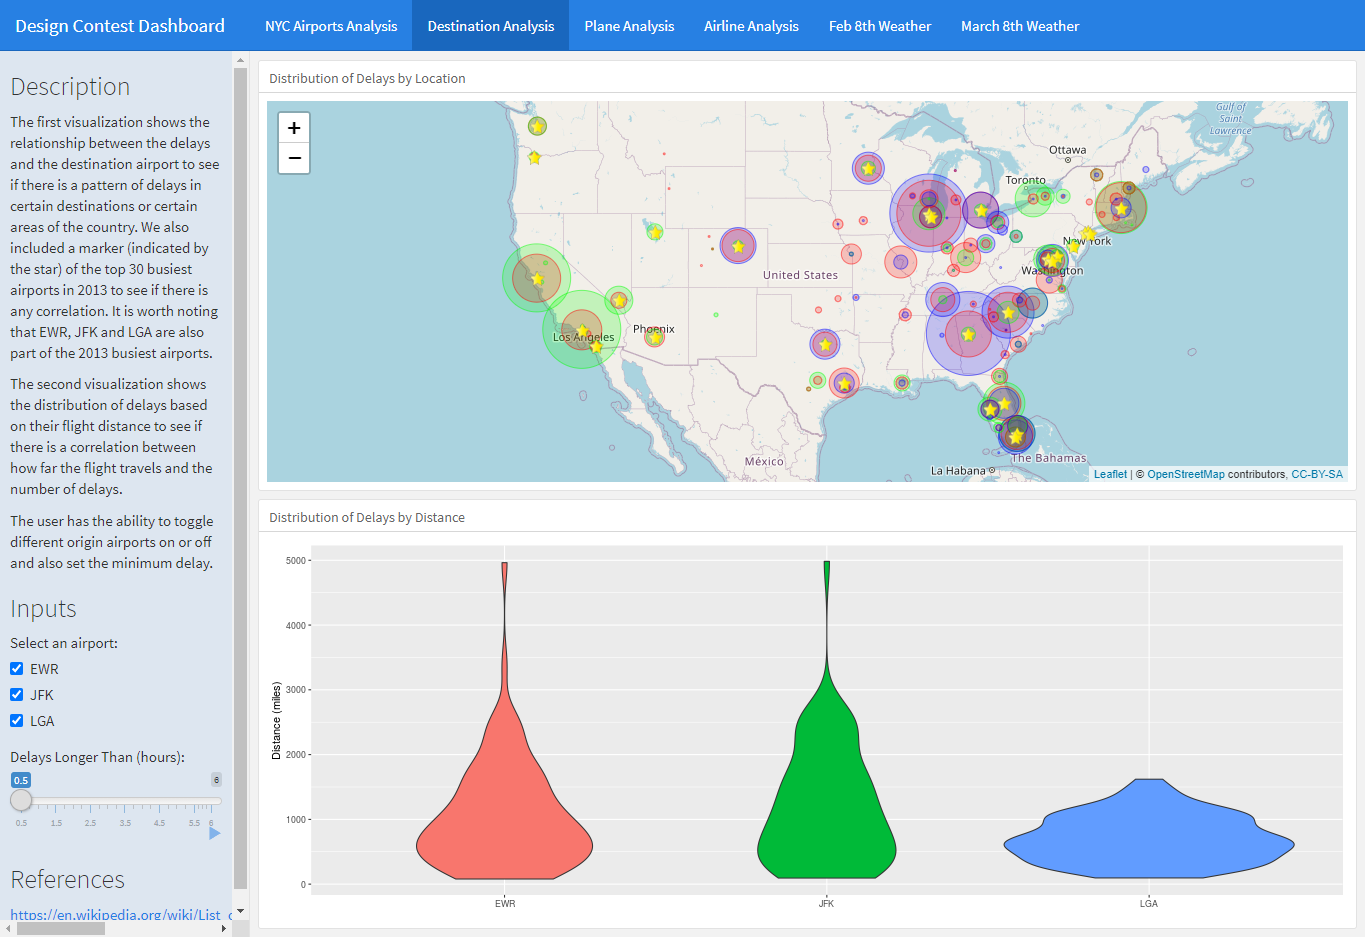 Design Contest Dashboard
NYC Airports Analysis
Destination Analysis
Plane Analysis
Airline Analysis
Feb 8th Weather
March 8th Weather
Description
The first visualization shows the
relationship between the delays
and the destination airport to see
if there is a pattern of delays in
certain destinations or certain
areas of the country. We also
included a marker (indicated by
the star) of the top 30 busiest
airports in 2013 to see if there is
any correlation. It is worth noting
that EWR, JFK and LGA are also
part of the 2013 busiest airports.
The second visualization shows
the distribution of delays based
on their flight distance to see if
there is a correlation between
how far the flight travels and the
number of delays.
The user has the ability to toggle
different origin airports on or off
and also set the minimum delay.
Inputs
Select an airport:
EWR
JFK
LGA
Delays Longer Than (hours):
0.5
6
0.5 1.5 2.5 3.5 4.5 5.5 6
References
https://en.wikipedia.org/wiki/List_o
Distribution of Delays by Location
+
−
Gulf of
Saint
Lawrence
Ottawa
Toronto
New York
Washington
United States
Los Angeles
Phoenix
México
The Bahamas
La Habana
Leaflet | © OpenStreetMap contributors, CC-BY-SA
Distribution of Delays by Distance
Distance (miles)
5000
4000
3000
2000
1000
0
EWR
JFK
LGA